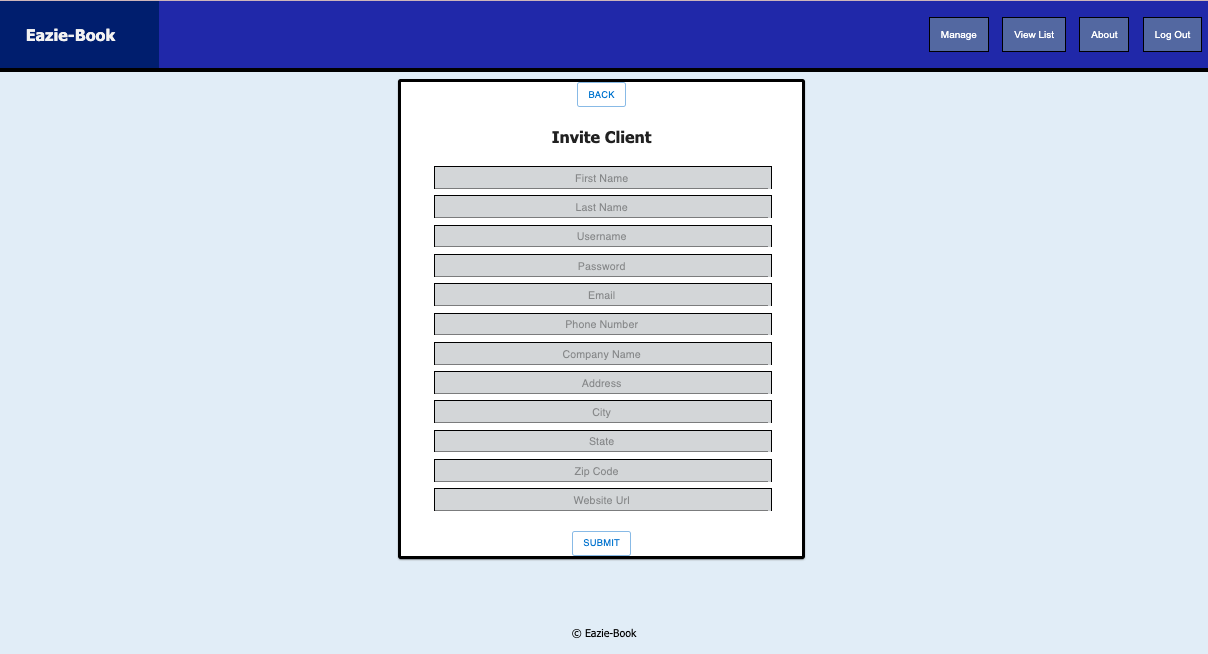 Eazie-Book
Manage
View List
About
Log Out
BACK
Invite Client
First Name
Last Name
Username
Password
Email
Phone Number
Company Name
Address
City
State
Zip Code
Website Url
SUBMIT
© Eazie-Book